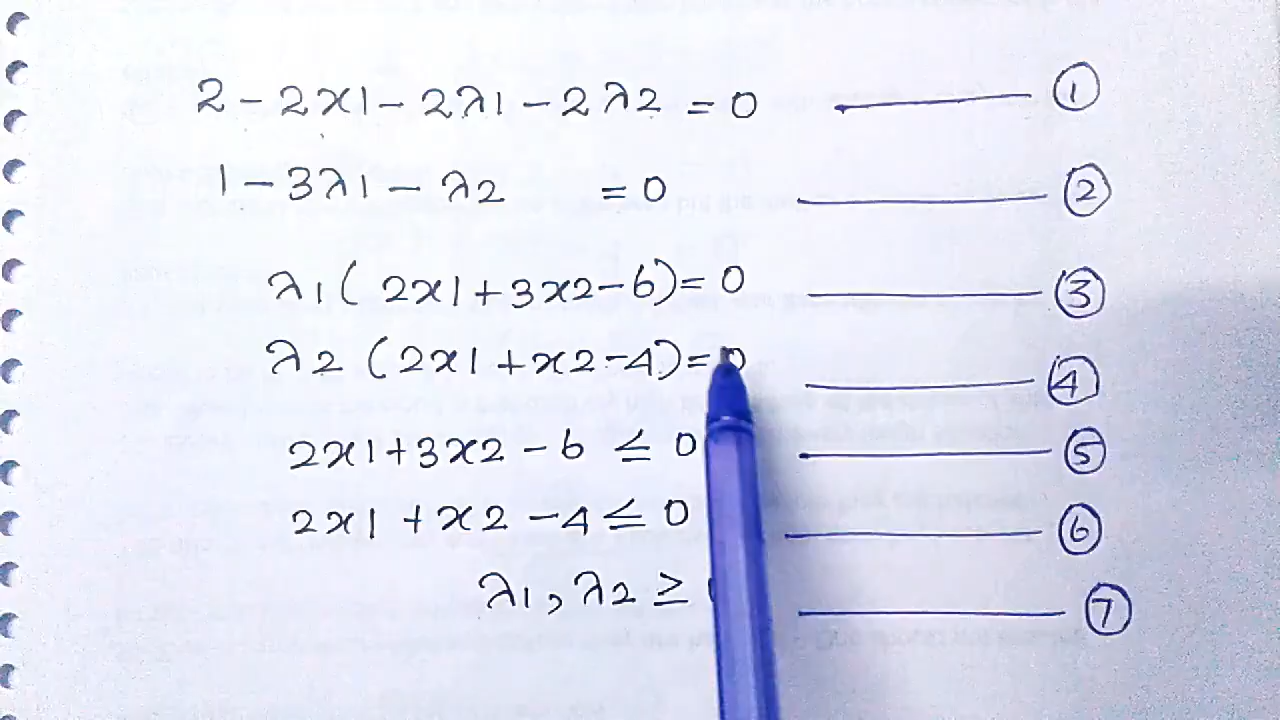 2 - 2x1 - 2λ1 - 2λ2 = 0 ——— ①
1 - 3λ1 - λ2 = 0 ——— ②
λ1 ( 2x1 + 3x2 - 6) = 0 ——— ③
λ2 (2x1 + x2 - 4) = 0 ——— ④
2x1 + 3x2 - 6 ≤ 0 ——— ⑤
2x1 + x2 - 4 ≤ 0 ——— ⑥
λ1, λ2 ≥ ——— ⑦